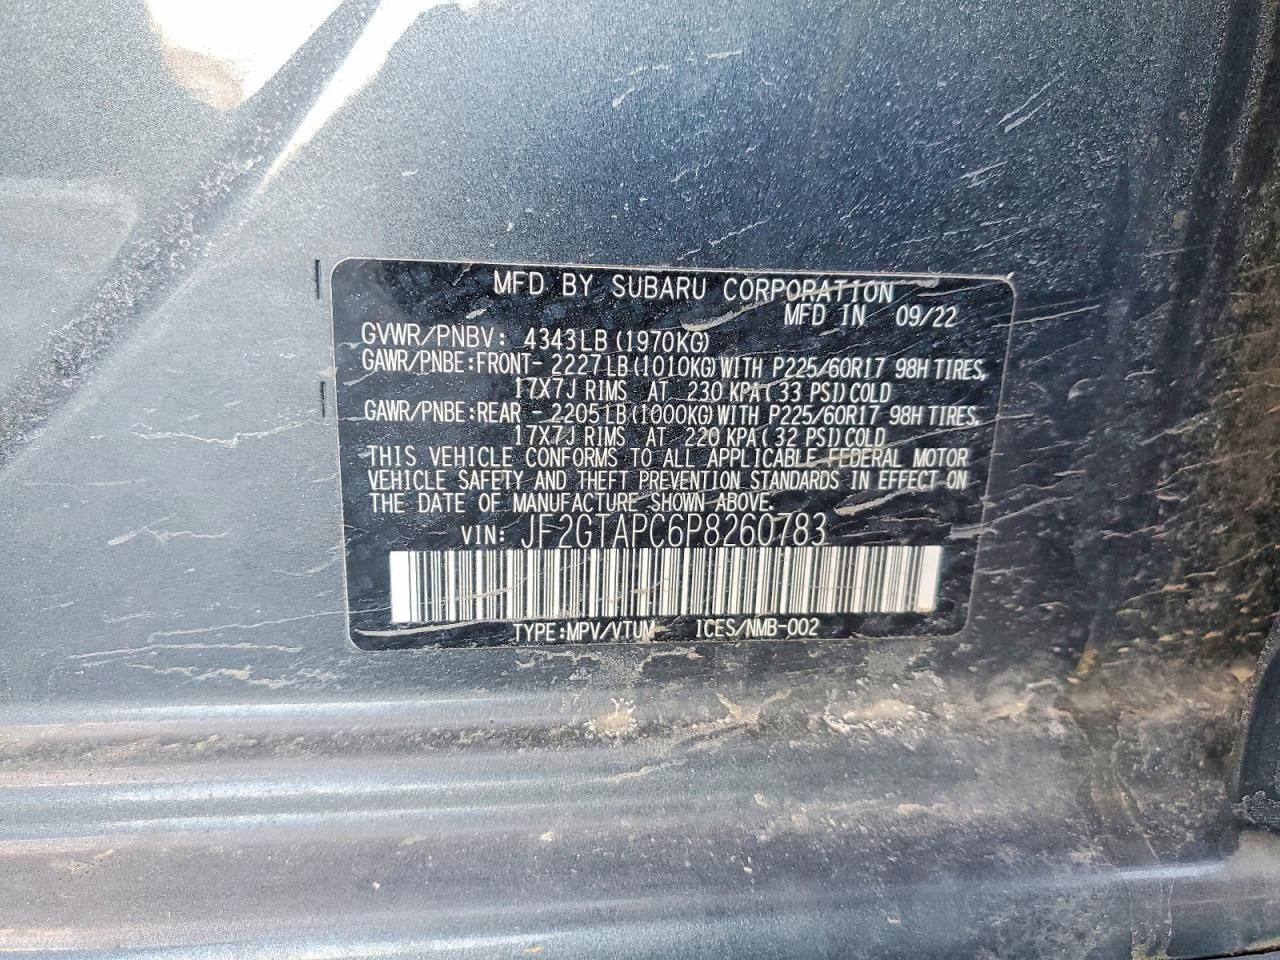 MFD BY SUBARU CORPORATION
MFD IN 09/22
GVWR/PNBV: 4343LB(1970KG)
GAWR/PNBE:FRONT-2227LB(1010KG)WITH P225/60R17 98H TIRES,
17X7J RIMS AT 230 KPA(33 PSI)COLD
GAWR/PNBE:REAR -2205LB(1000KG)WITH P225/60R17 98H TIRES,
17X7J RIMS AT 220 KPA(32 PSI)COLD
THIS VEHICLE CONFORMS TO ALL APPLICABLE FEDERAL MOTOR
VEHICLE SAFETY AND THEFT PREVENTION STANDARDS IN EFFECT ON
THE DATE OF MANUFACTURE SHOWN ABOVE.
VIN: JF2GTAPC6P8260783
TYPE:MPV/VTUM ICES/NMB-002